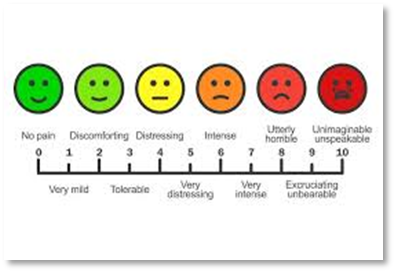 No pain Discomforting Distressing Intense Utterly horrible Unimaginable unspeakable
0 1 2 3 4 5 6 7 8 9 10
Very mild Tolerable Very distressing Very intense Excruciating unbearable